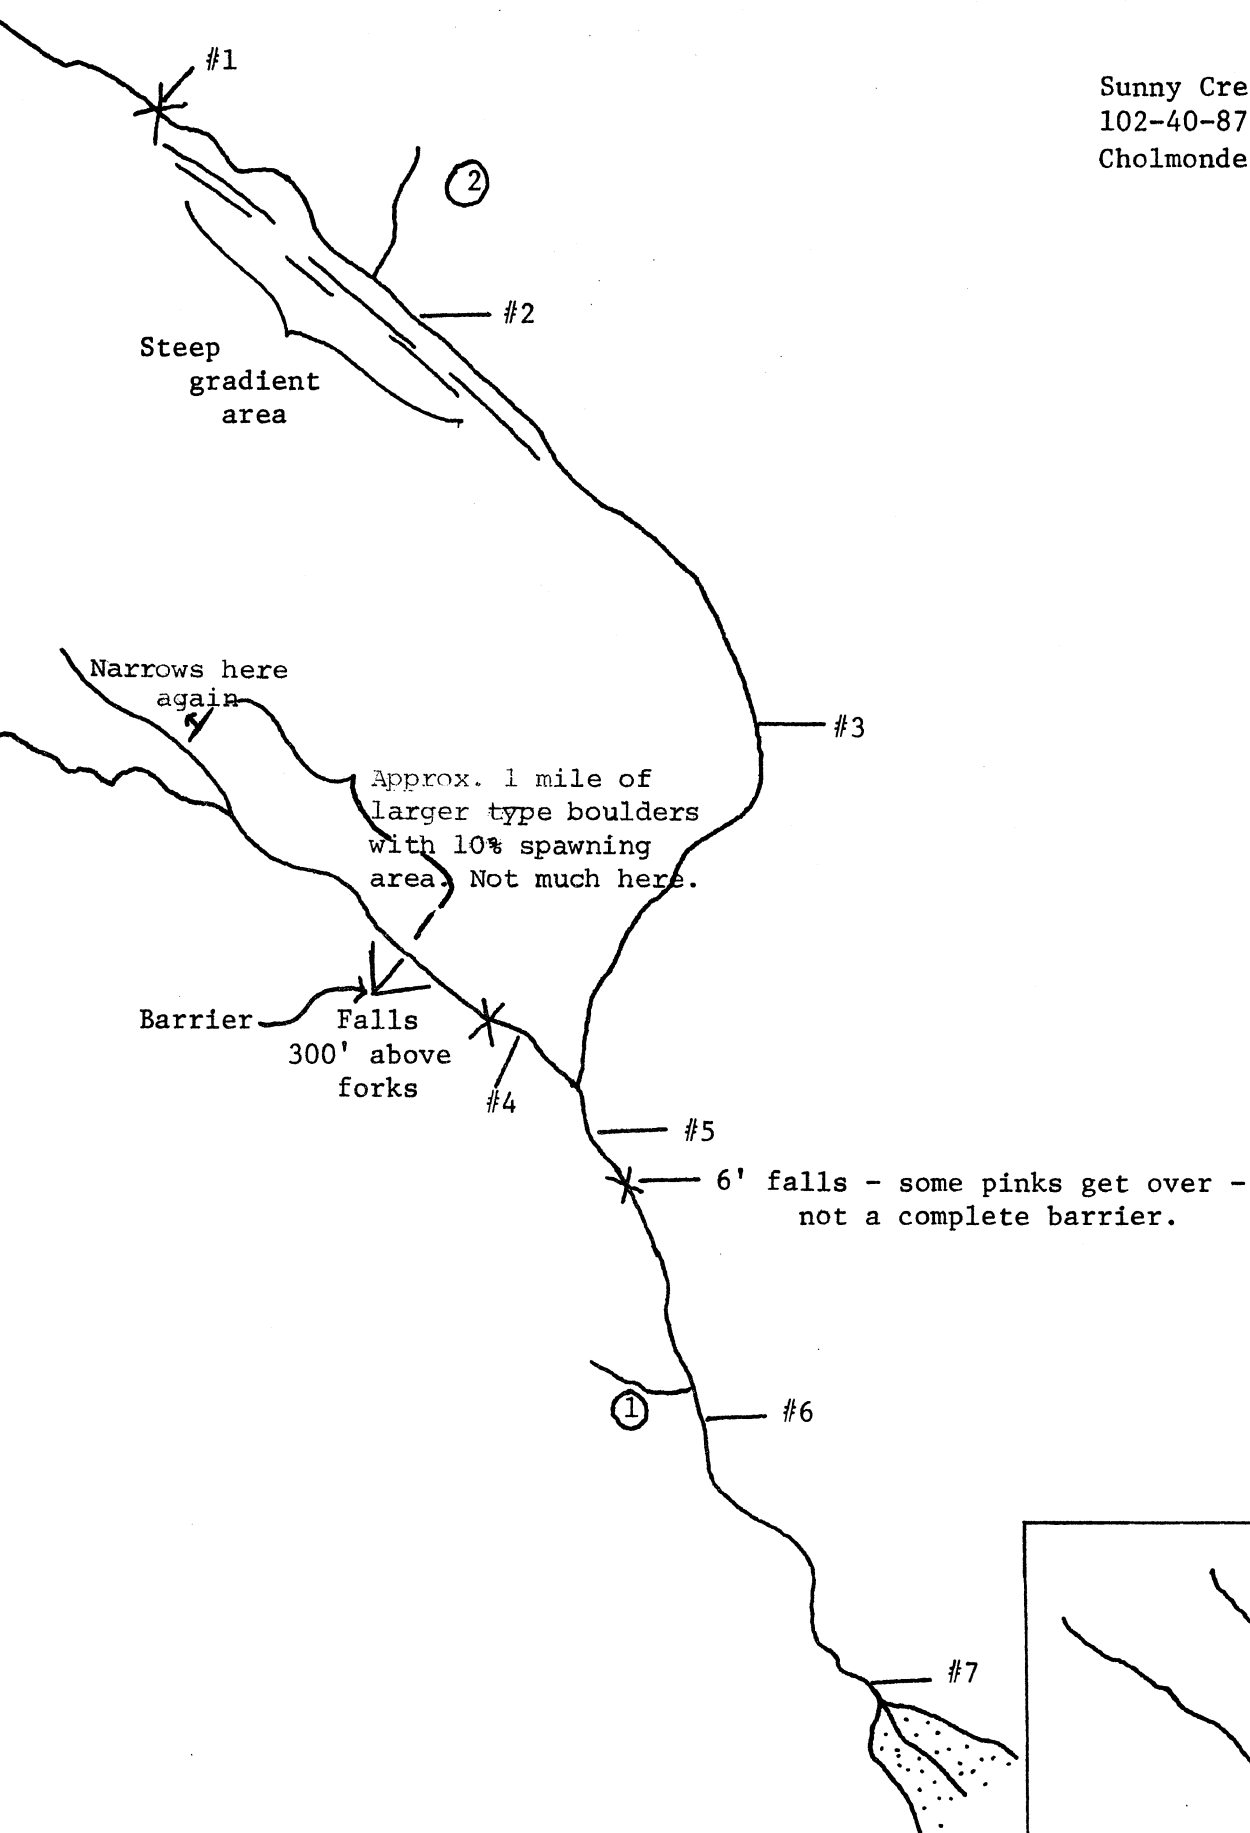 #1
Sunny Cre
102-40-87
Cholmonde
2
#2
Steep
gradient
area
Narrows here
again
#3
Approx. 1 mile of
larger type boulders
with 10% spawning
area. Not much here.
Barrier
Falls
300' above
forks
#4
#5
6' falls - some pinks get over -
not a complete barrier.
1
#6
#7